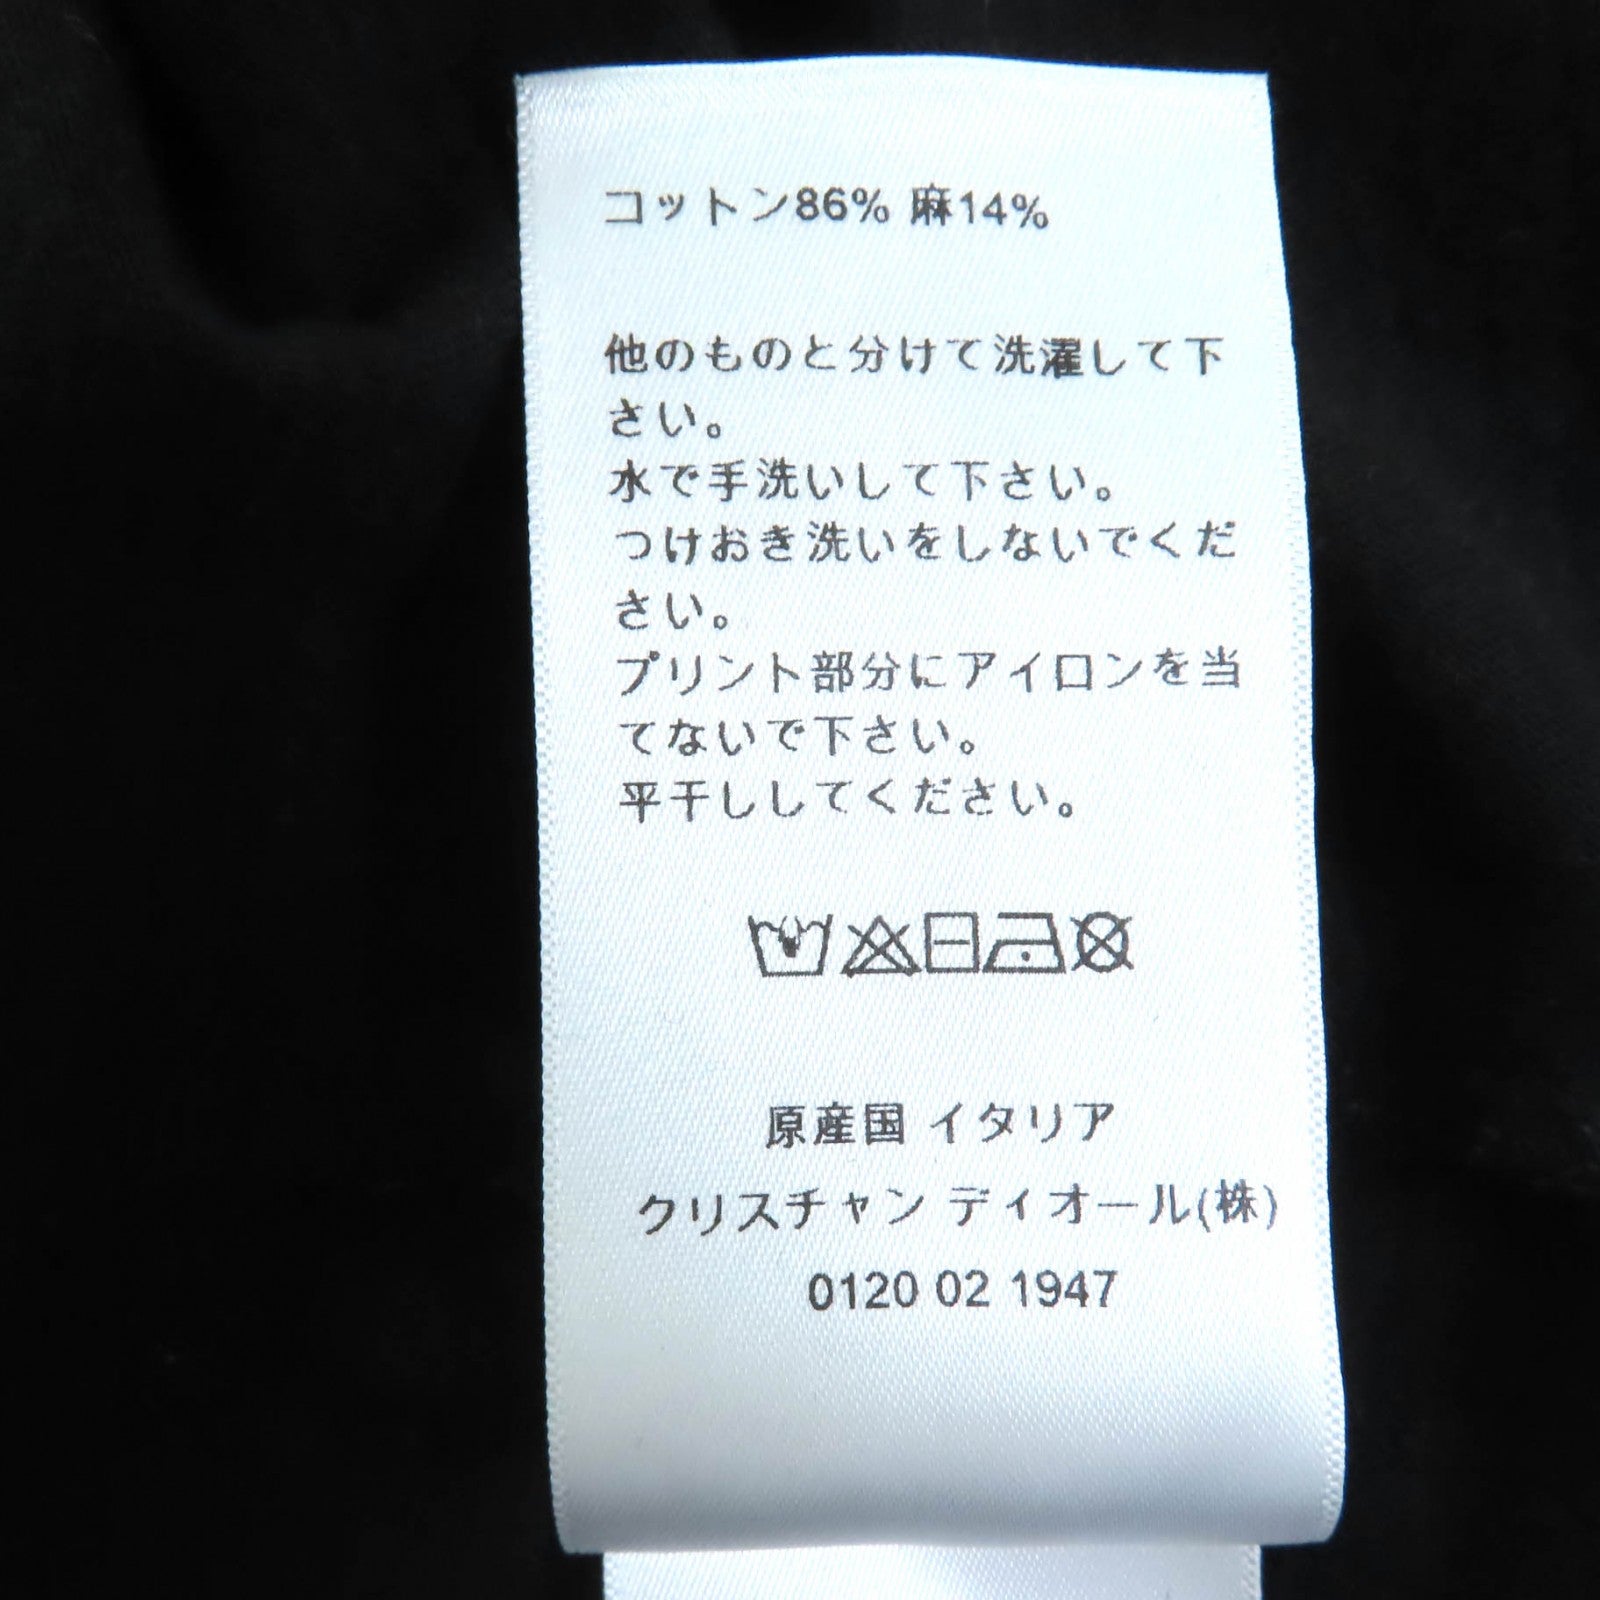 コットン86% 麻14%
他のものと分けて洗濯して下
さい。
水で手洗いして下さい。
つけおき洗いをしないでくだ
さい。
プリント部分にアイロンを当
てないで下さい。
平干ししてください。
原産国 イタリア
クリスチャン ディオール(株)
0120 02 1947